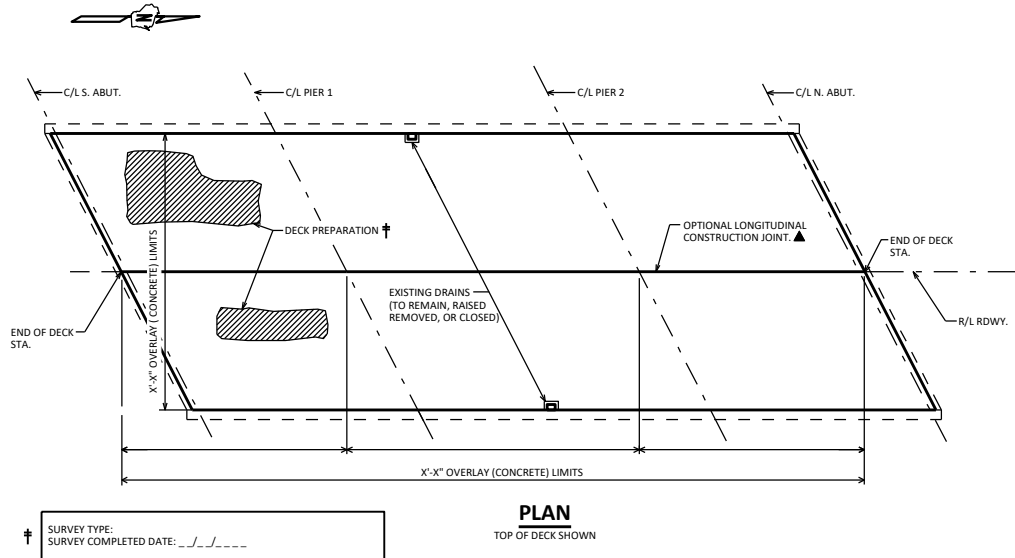 N
C/L S. ABUT.
C/L PIER 1
C/L PIER 2
C/L N. ABUT.
DECK PREPARATION ‡
OPTIONAL LONGITUDINAL
CONSTRUCTION JOINT. ▲
END OF DECK
STA.
EXISTING DRAINS
(TO REMAIN, RAISED
REMOVED, OR CLOSED)
END OF DECK
STA.
R/L RDWY.
X'-X" OVERLAY (CONCRETE) LIMITS
X'-X" OVERLAY (CONCRETE) LIMITS
PLAN
TOP OF DECK SHOWN
‡ SURVEY TYPE:
SURVEY COMPLETED DATE: _ _/_ _/_ _ _ _